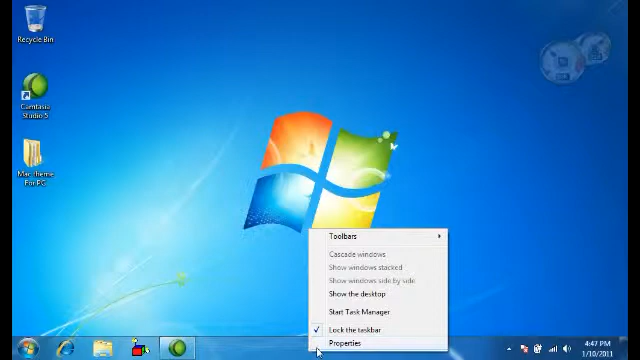 Recycle Bin
Camtasia
Studio 5
Mac theme
For PC
Toolbars
Cascade windows
Show windows stacked
Show windows side by side
Show the desktop
Start Task Manager
Lock the taskbar
Properties
4:47 PM
1/10/2011